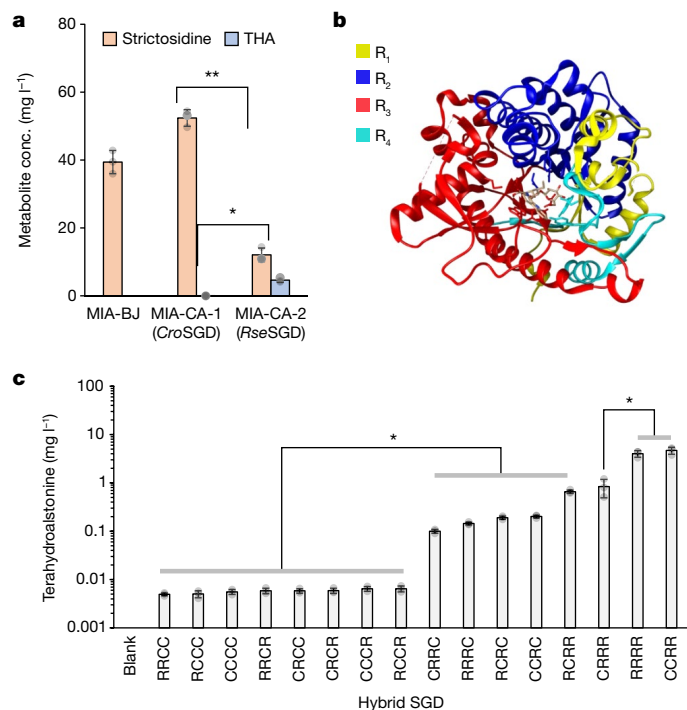 a
80
60
40
20
0
Metabolite conc. (mg l⁻¹)
Strictosidine THA
**
*
MIA-BJ MIA-CA-1 MIA-CA-2
(CroSGD) (RseSGD)
b
R₁
R₂
R₃
R₄
c
100
10
1
0.1
0.01
0.001
Terahydroalstonine (mg l⁻¹)
*
*
Blank
RRCC
RCCC
CCCC
RRCR
CRCC
CRCR
CCCR
RCCR
CRRC
RRRC
RCRC
CCRC
RCRR
CRRR
RRRR
CCRR
Hybrid SGD